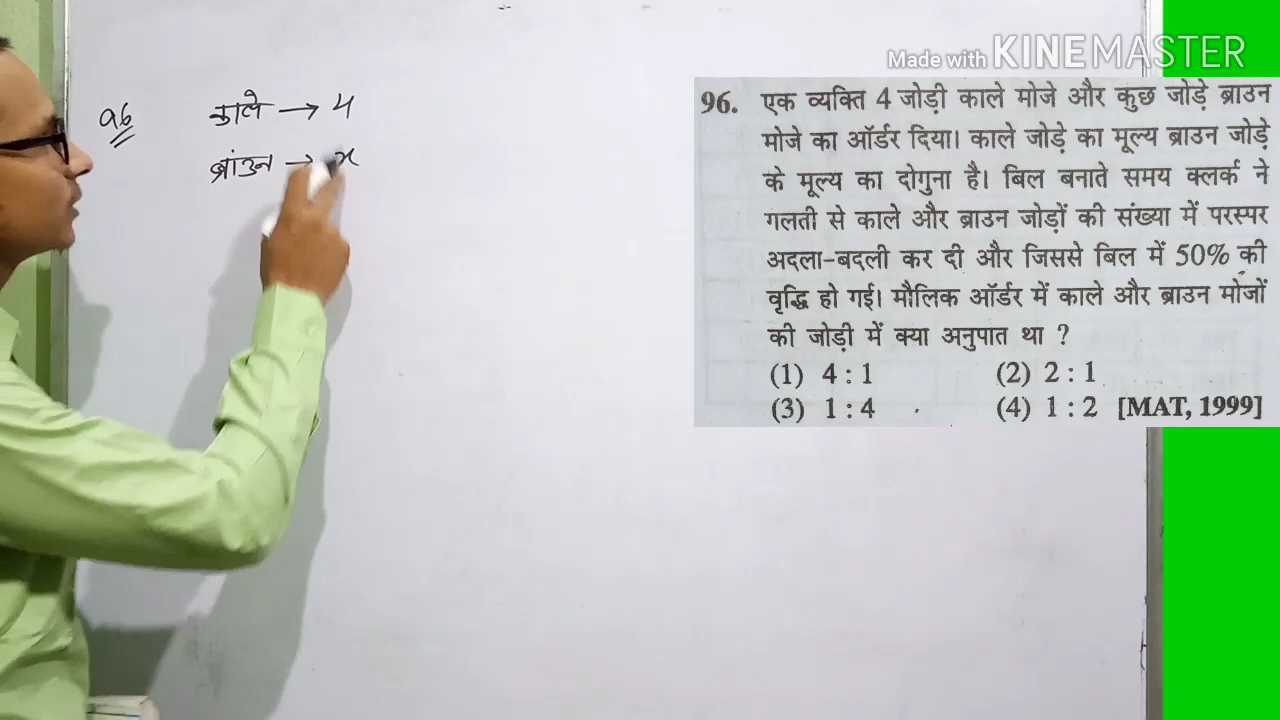 Made with KINEMASTER
96
काले → 4
ब्रांउन → x
96. एक व्यक्ति 4 जोड़ी काले मोजे और कुछ जोड़े ब्राउन
मोजे का ऑर्डर दिया। काले जोड़े का मूल्य ब्राउन जोड़े
के मूल्य का दोगुना है। बिल बनाते समय क्लर्क ने
गलती से काले और ब्राउन जोड़ों की संख्या में परस्पर
अदला-बदली कर दी और जिससे बिल में 50% की
वृद्धि हो गई। मौलिक ऑर्डर में काले और ब्राउन मोजों
की जोड़ी में क्या अनुपात था ?
(1) 4 : 1 (2) 2 : 1
(3) 1 : 4 (4) 1 : 2 [MAT, 1999]